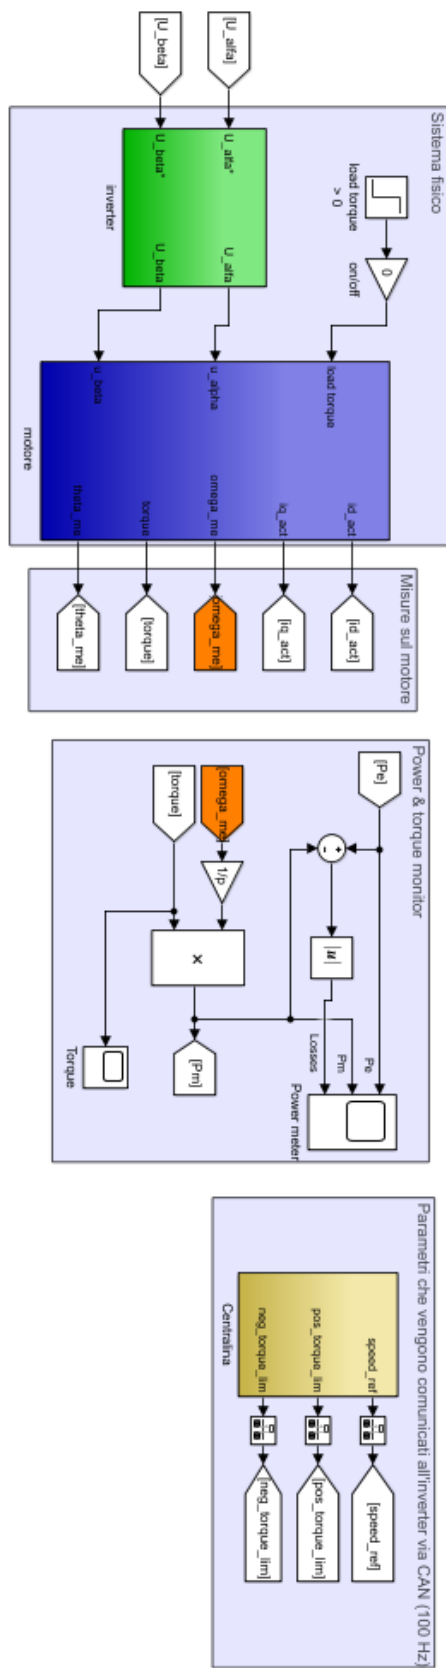 Sistema fisico
load torque
> 0
0
on/off
[U_alfa]
[U_beta]
U_alfa*
U_beta*
U_alfa
U_beta
inverter
load torque
u_alpha
u_beta
id_act
iq_act
omega_me
torque
theta_me
motore
Misure sul motore
[id_act]
[iq_act]
[omega_me]
[torque]
[theta_me]
Power & torque monitor
[Pe]
[omega_me]
[torque]
1/p
+
-
|u|
×
[Pm]
Pe
Pm
Losses
Power meter
Torque
Parametri che vengono comunicati all'inverter via CAN (100 Hz)
speed_ref
pos_torque_lim
neg_torque_lim
Centralina
[speed_ref]
[pos_torque_lim]
[neg_torque_lim]